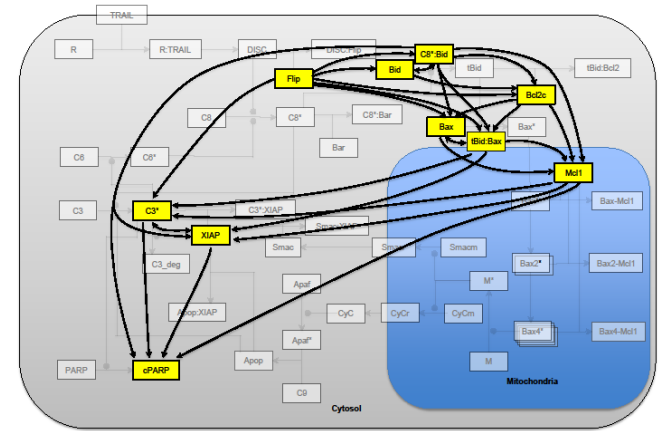 TRAIL
R
R:TRAIL
DISC
DISC:Flip
C8*:Bid
Bid
tBid
tBid:Bcl2
Flip
Bcl2c
C8
C8*
C8*:Bar
Bax
Bax*
tBid:Bax
Bar
C6
C6*
Mcl1
Bax-Mcl1
C3
C3*
C3*:XIAP
Smac:XIAP
XIAP
Smac
Smac
Smacm
C3_deg
Bax2*
Bax2-Mcl1
Apaf
M*
Apop:XIAP
CyC
CyCr
CyCm
Bax4*
Bax4-Mcl1
Apaf*
PARP
cPARP
Apop
M
C9
Mitochondria
Cytosol